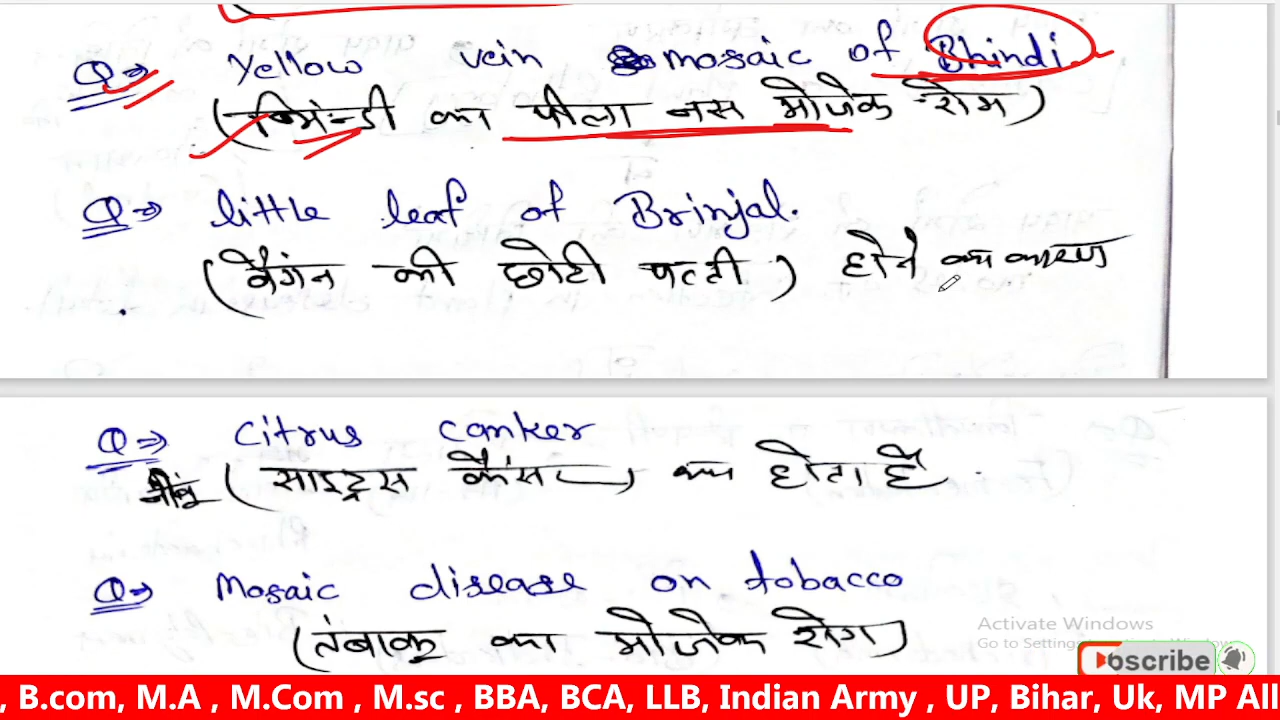 Q⇒ Yellow vein mosaic of Bhindi
(भिन्डी का पीला नस मोजेक रोग)
Q⇒ little leaf of Brinjal.
(बैगंन की छोटी पत्ती) होने का कारण
Q⇒ Citrus canker
नींबू (साइट्रस कैंसर) का होता है
Q⇒ Mosaic disease on tobacco
(तंबाकू का मोजेक रोग)
Activate Windows
Go to Settings
oscribe
, B.com, M.A , M.Com , M.sc , BBA, BCA, LLB, Indian Army , UP, Bihar, Uk, MP All